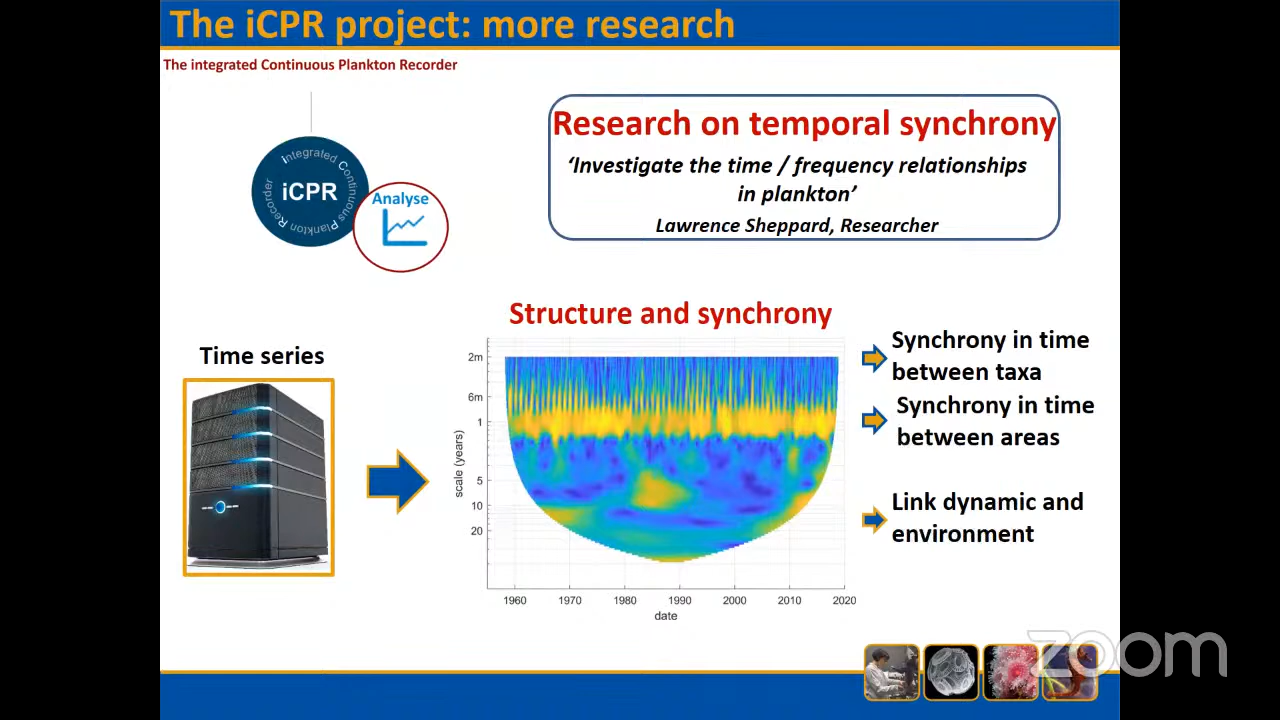 The iCPR project: more research
The integrated Continuous Plankton Recorder
Integrated Continuous Plankton Recorder
iCPR
Analyse
Research on temporal synchrony
‘Investigate the time / frequency relationships
in plankton’
Lawrence Sheppard, Researcher
Structure and synchrony
Time series
2m
6m
1
5
10
20
scale (years)
1960 1970 1980 1990 2000 2010 2020
date
Synchrony in time
between taxa
Synchrony in time
between areas
Link dynamic and
environment
zoom